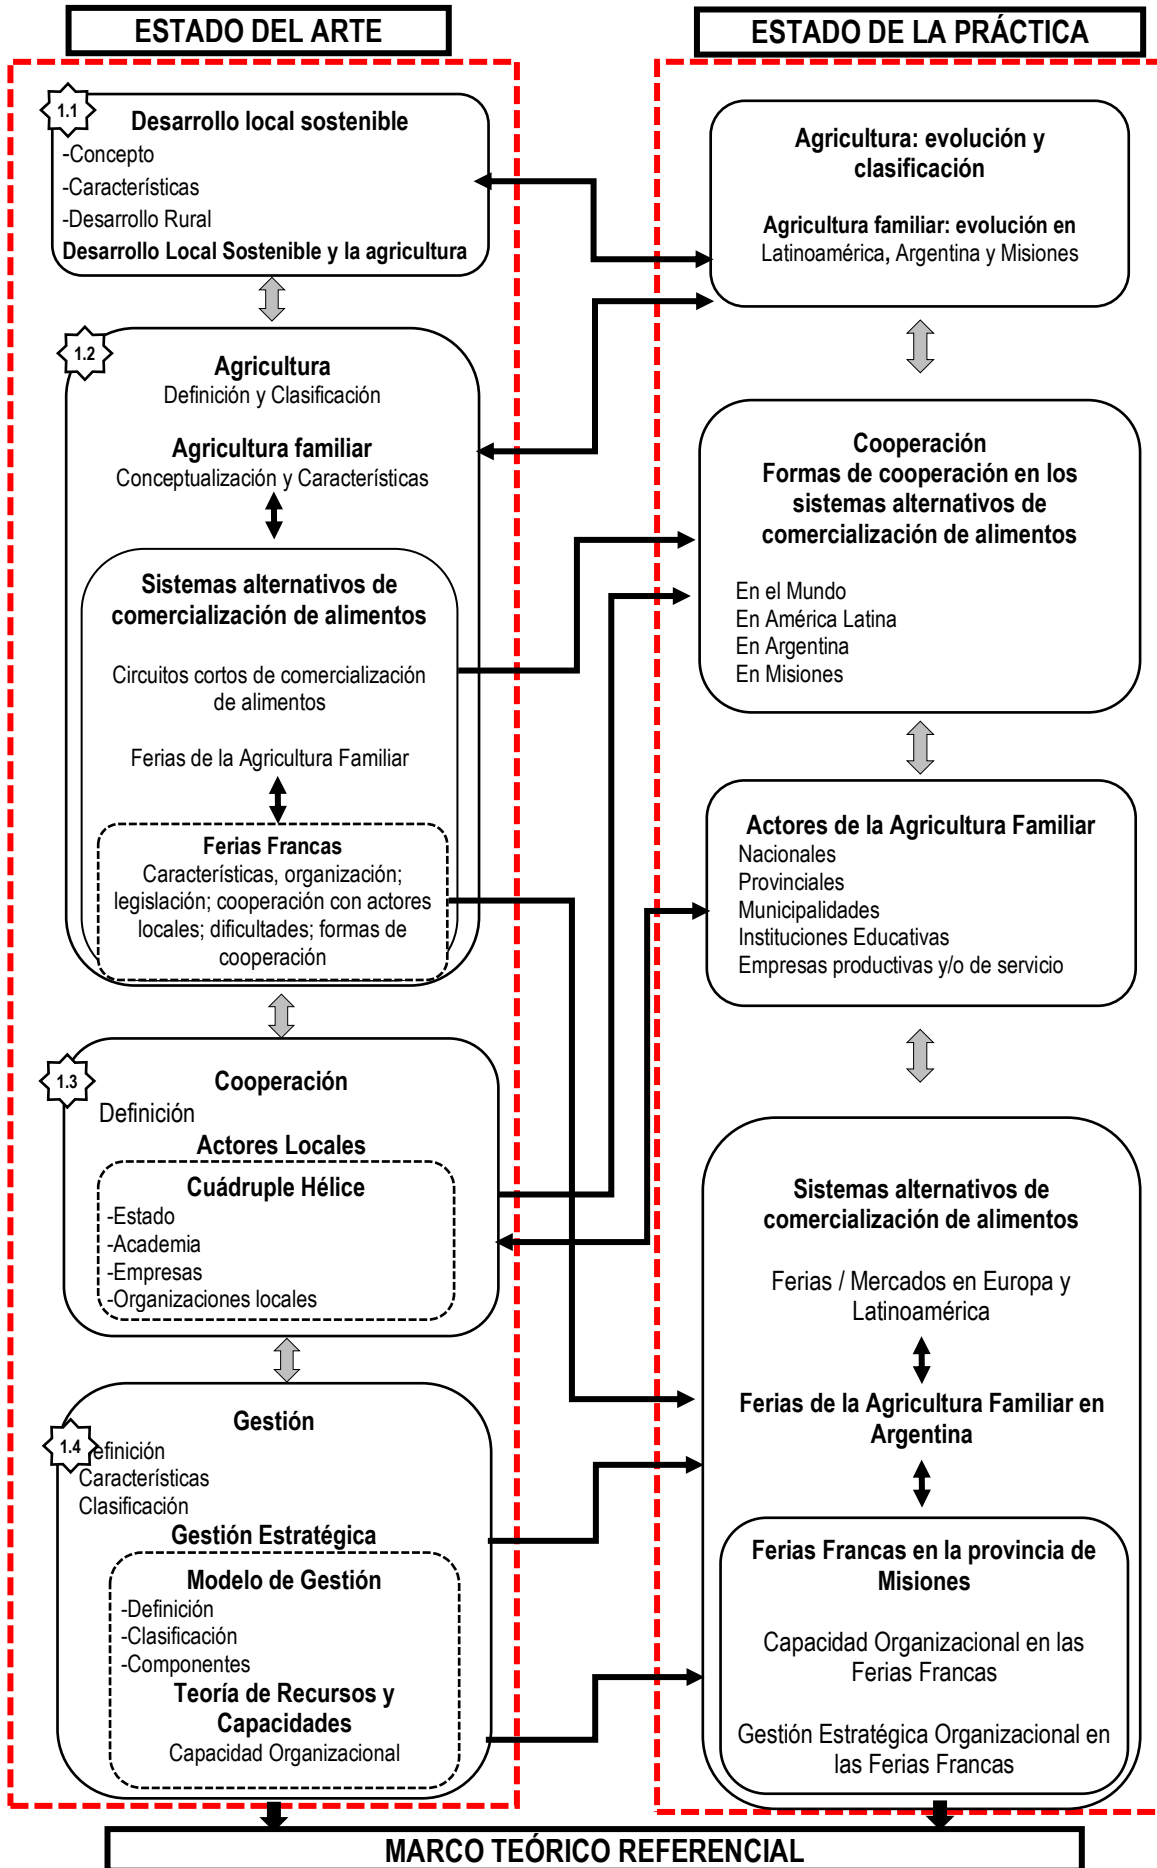 ESTADO DEL ARTE
1.1
Desarrollo local sostenible
-Concepto
-Características
-Desarrollo Rural
Desarrollo Local Sostenible y la agricultura
1.2
Agricultura
Definición y Clasificación
Agricultura familiar
Conceptualización y Características
Sistemas alternativos de
comercialización de alimentos
Circuitos cortos de comercialización
de alimentos
Ferias de la Agricultura Familiar
Ferias Francas
Características, organización;
legislación; cooperación con actores
locales; dificultades; formas de
cooperación
1.3
Cooperación
Definición
Actores Locales
Cuádruple Hélice
-Estado
-Academia
-Empresas
-Organizaciones locales
1.4
Gestión
efinición
Características
Clasificación
Gestión Estratégica
Modelo de Gestión
-Definición
-Clasificación
-Componentes
Teoría de Recursos y
Capacidades
Capacidad Organizacional
ESTADO DE LA PRÁCTICA
Agricultura: evolución y
clasificación
Agricultura familiar: evolución en
Latinoamérica, Argentina y Misiones
Cooperación
Formas de cooperación en los
sistemas alternativos de
comercialización de alimentos
En el Mundo
En América Latina
En Argentina
En Misiones
Actores de la Agricultura Familiar
Nacionales
Provinciales
Municipalidades
Instituciones Educativas
Empresas productivas y/o de servicio
Sistemas alternativos de
comercialización de alimentos
Ferias / Mercados en Europa y
Latinoamérica
Ferias de la Agricultura Familiar en
Argentina
Ferias Francas en la provincia de
Misiones
Capacidad Organizacional en las
Ferias Francas
Gestión Estratégica Organizacional en
las Ferias Francas
MARCO TEÓRICO REFERENCIAL